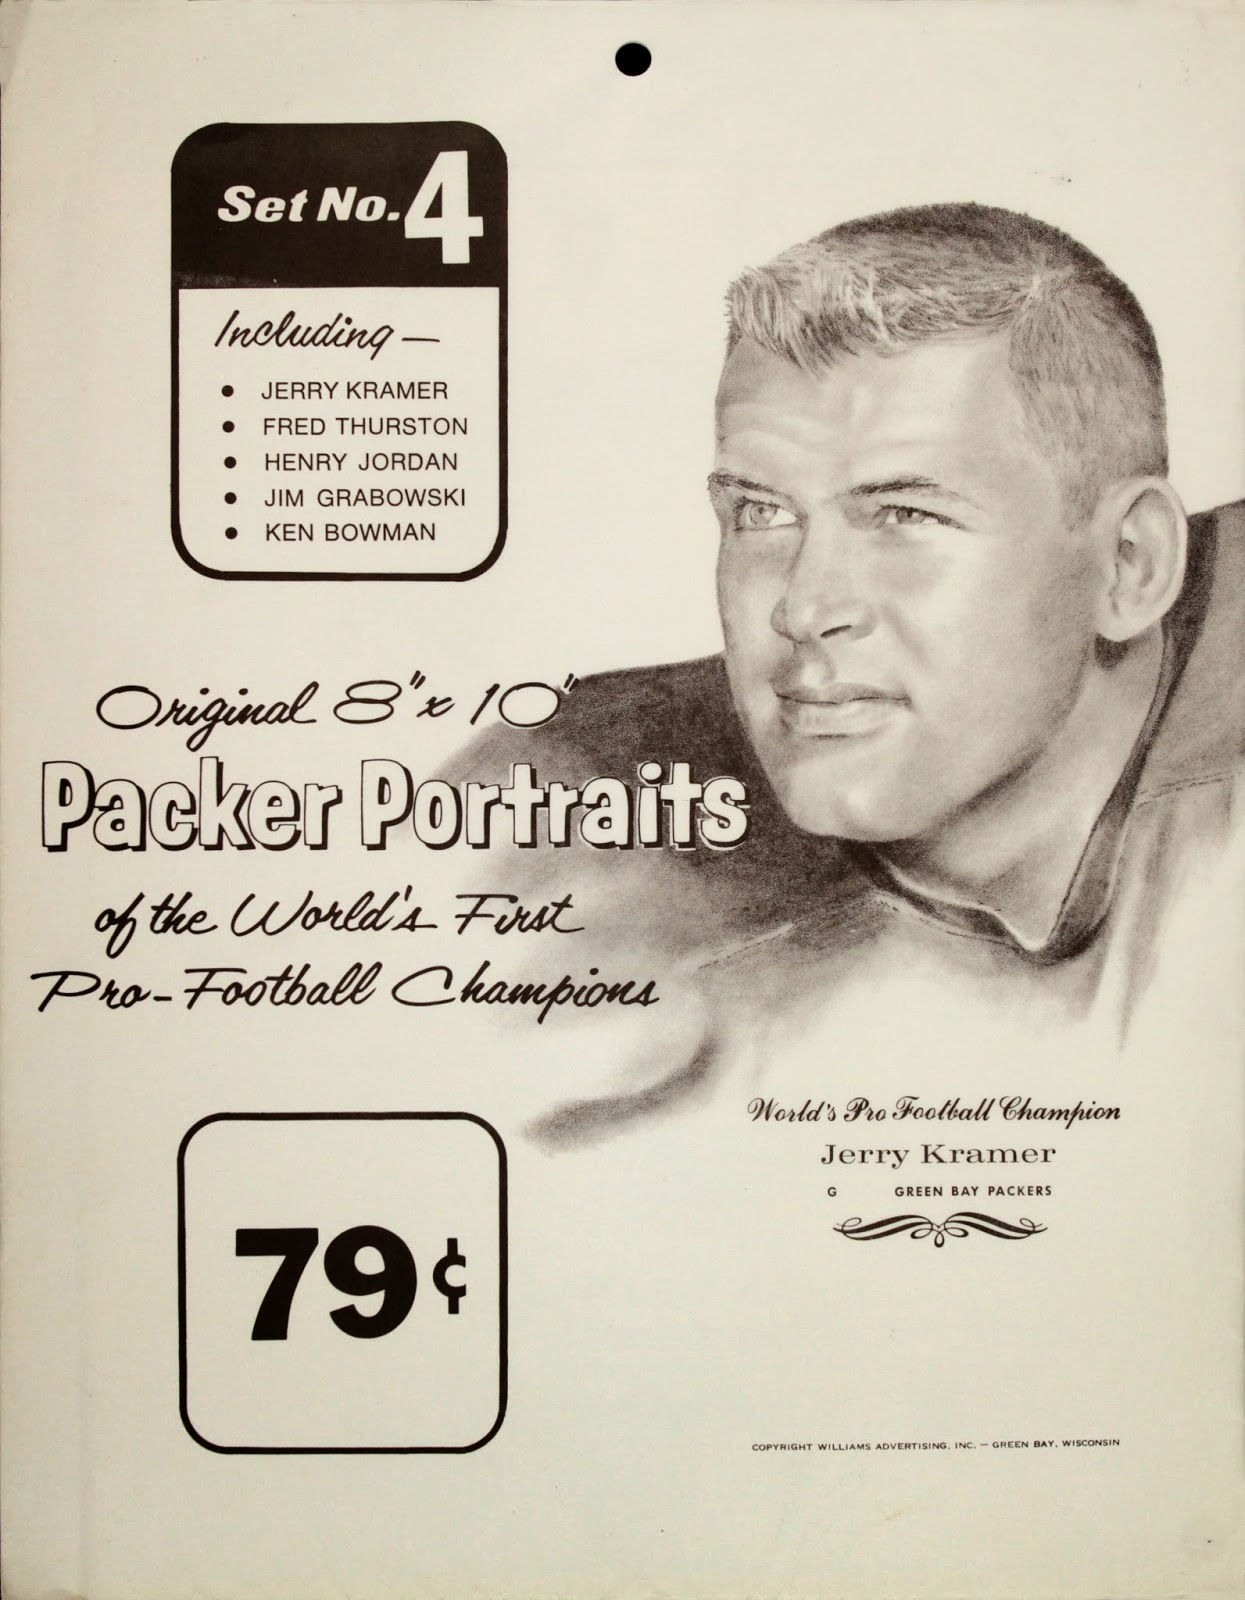 Set No. 4
Including —
• JERRY KRAMER
• FRED THURSTON
• HENRY JORDAN
• JIM GRABOWSKI
• KEN BOWMAN
Original 8" x 10"
Packer Portraits
of the World's First
Pro-Football Champions
79¢
World's Pro Football Champion
Jerry Kramer
G GREEN BAY PACKERS
COPYRIGHT WILLIAMS ADVERTISING, INC. — GREEN BAY, WISCONSIN